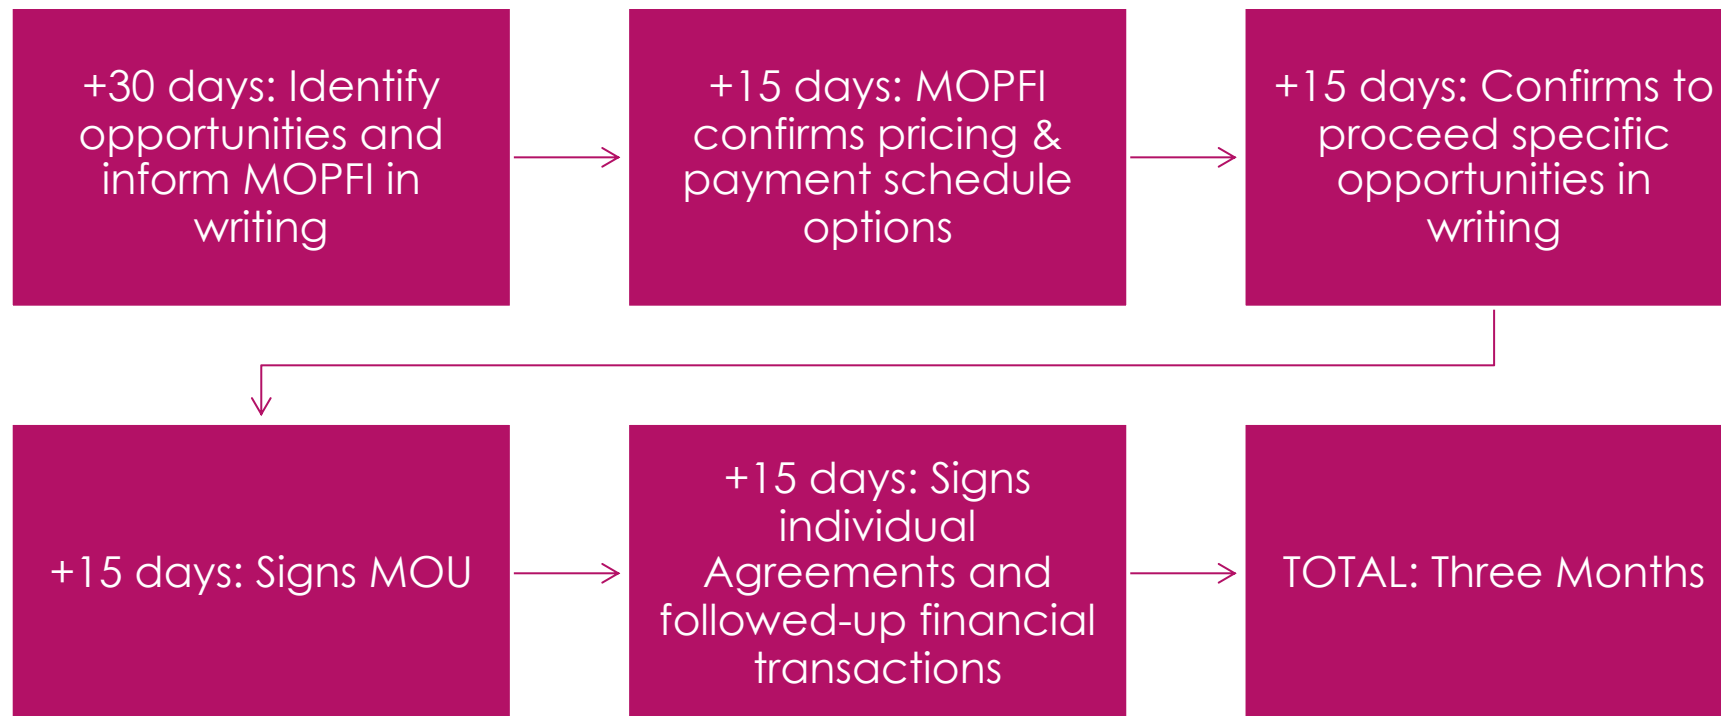 +30 days: Identify
opportunities and
inform MOPFI in
writing
+15 days: MOPFI
confirms pricing &
payment schedule
options
+15 days: Confirms to
proceed specific
opportunities in
writing
+15 days: Signs MOU
+15 days: Signs
individual
Agreements and
followed-up financial
transactions
TOTAL: Three Months